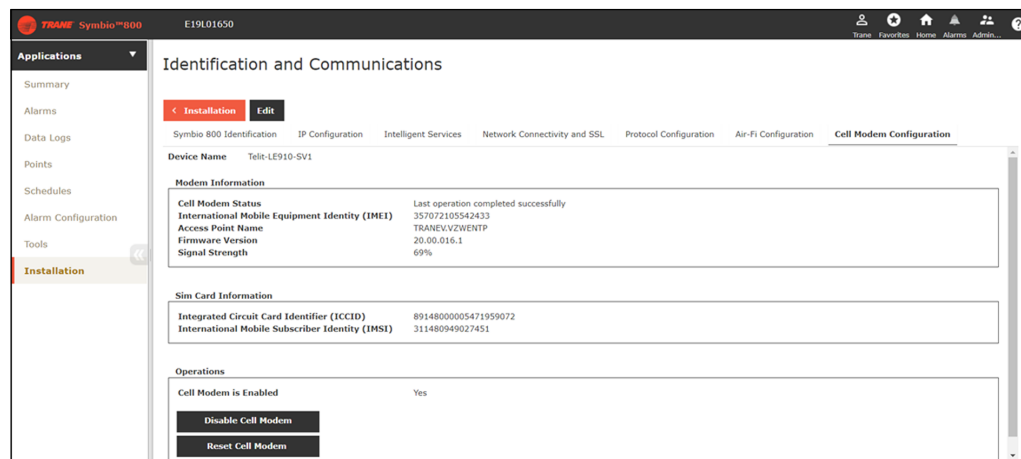 TRANE Symbio™800 E19L01650
Trane Favorites Home Alarms Admin...
Applications
Identification and Communications
Summary
Alarms
Data Logs
Points
Schedules
Alarm Configuration
Tools
Installation
< Installation Edit
Symbio 800 Identification IP Configuration Intelligent Services Network Connectivity and SSL Protocol Configuration Air-Fi Configuration Cell Modem Configuration
Device Name Telit-LE910-SV1
Modem Information
Cell Modem Status Last operation completed successfully
International Mobile Equipment Identity (IMEI) 357072105542433
Access Point Name TRANEV.VZWENTP
Firmware Version 20.00.016.1
Signal Strength 69%
Sim Card Information
Integrated Circuit Card Identifier (ICCID) 89148000005471959072
International Mobile Subscriber Identity (IMSI) 311480949027451
Operations
Cell Modem is Enabled Yes
Disable Cell Modem
Reset Cell Modem